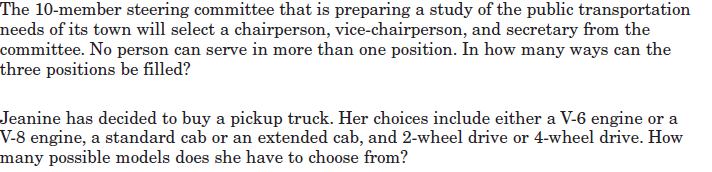 The 10-member steering committee that is preparing a study of the public transportation
needs of its town will select a chairperson, vice-chairperson, and secretary from the
committee. No person can serve in more than one position. In how many ways can the
three positions be filled?
Jeanine has decided to buy a pickup truck. Her choices include either a V-6 engine or a
V-8 engine, a standard cab or an extended cab, and 2-wheel drive or 4-wheel drive. How
many possible models does she have to choose from?